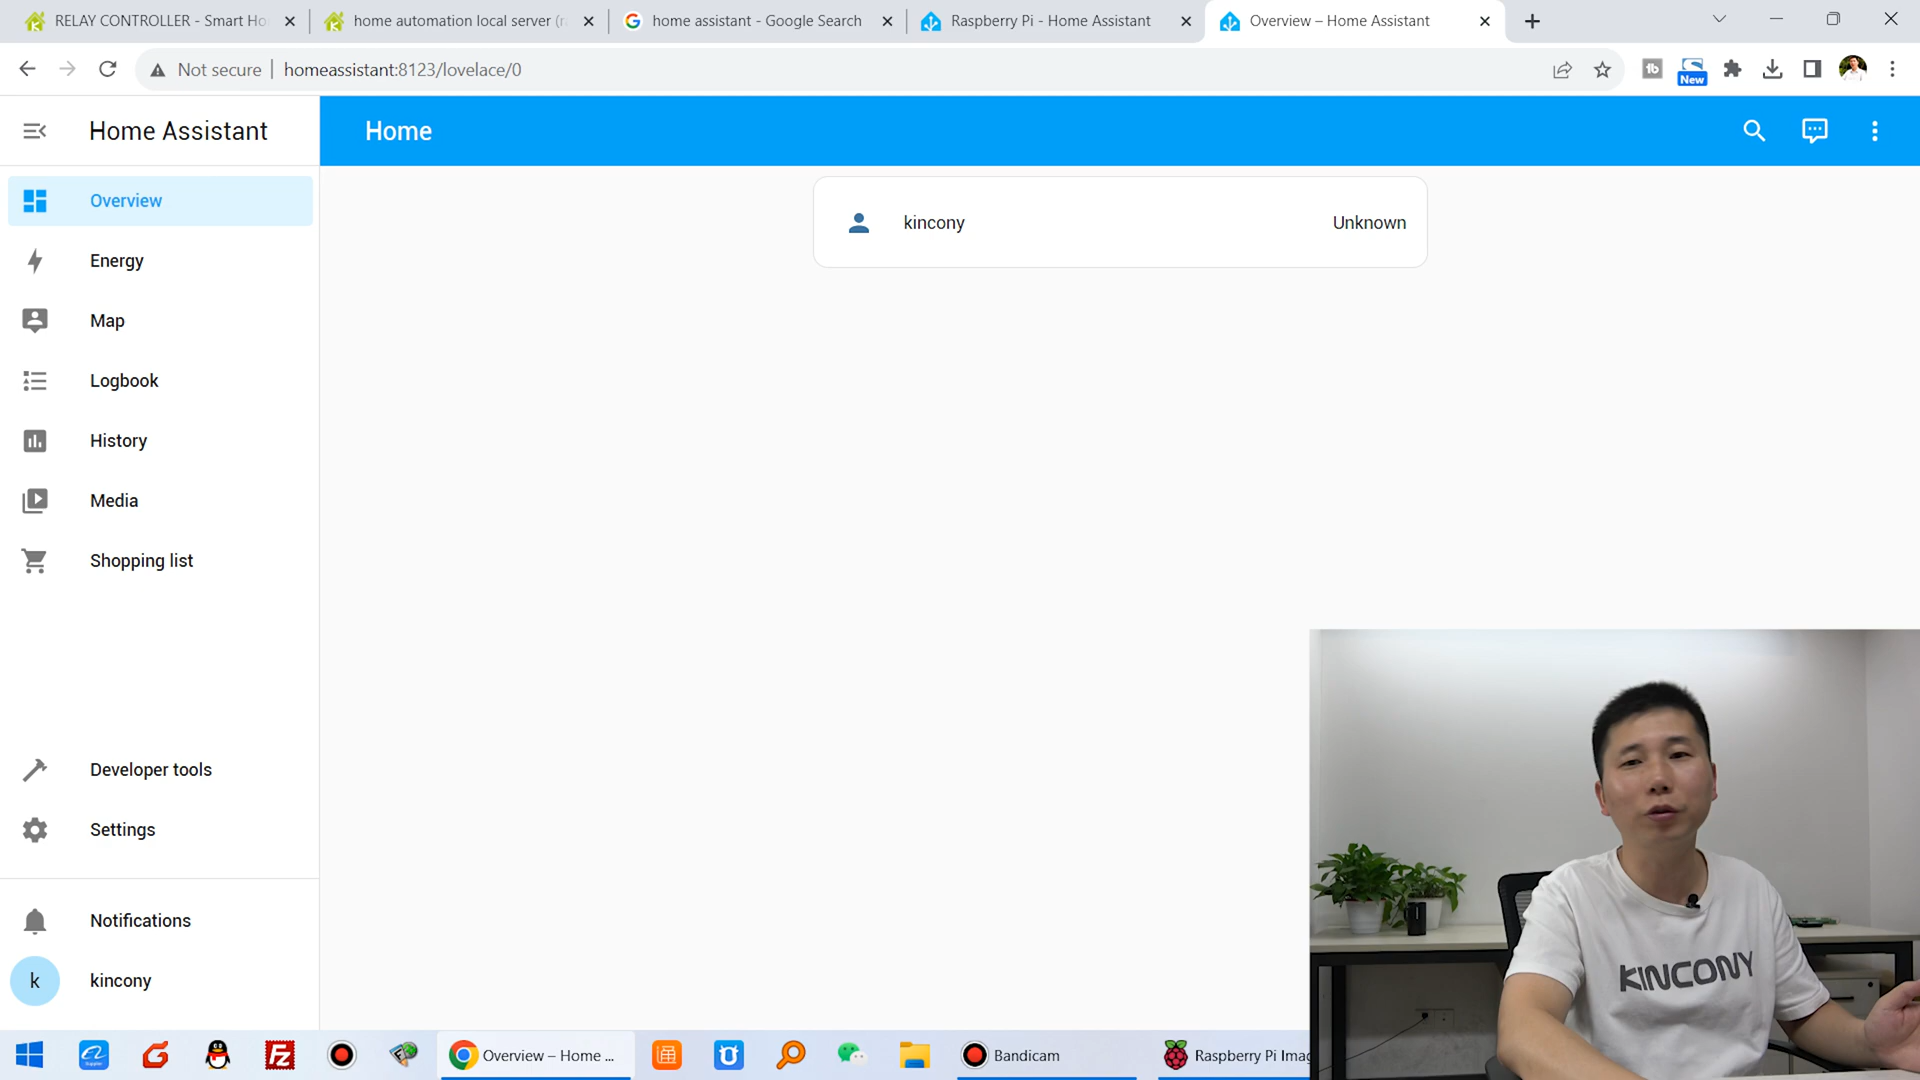 RELAY CONTROLLER - Smart Ho
home automation local server (r
home assistant - Google Search
Raspberry Pi - Home Assistant
Overview – Home Assistant
Not secure
homeassistant:8123/lovelace/0
New
Home Assistant
Home
Overview
kincony
Unknown
Energy
Map
Logbook
History
Media
Shopping list
Developer tools
Settings
Notifications
k
kincony
KINCONY
Overview – Home ...
Bandicam
Raspberry Pi Imag